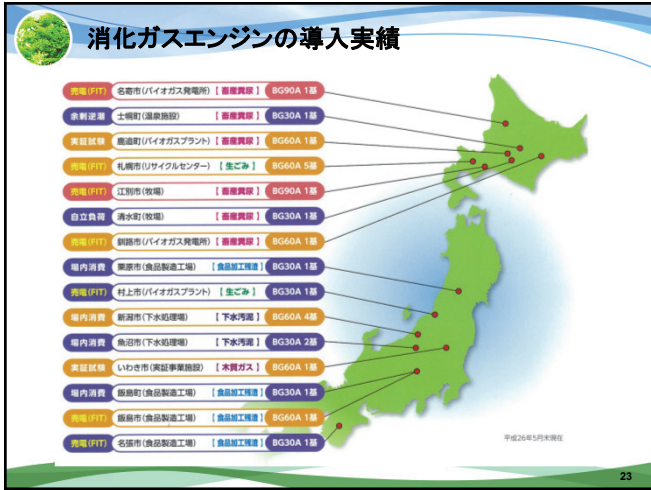 消化ガスエンジンの導入実績
売電(FIT) 名寄市(バイオガス発電所) 【 畜産糞尿 】 BG90A 1基
余剰逆潮 士幌町(温泉施設) 【 畜産糞尿 】 BG30A 1基
実証試験 鹿追町(バイオガスプラント) 【 畜産糞尿 】 BG60A 1基
売電(FIT) 札幌市(リサイクルセンター) 【 生ごみ 】 BG60A 5基
売電(FIT) 江別市(牧場) 【 畜産糞尿 】 BG90A 1基
自立負荷 清水町(牧場) 【 畜産糞尿 】 BG30A 1基
売電(FIT) 釧路市(バイオガス発電所) 【 畜産糞尿 】 BG60A 1基
場内消費 栗原市(食品製造工場) 【 食品加工残渣 】 BG30A 1基
売電(FIT) 村上市(バイオガスプラント) 【 生ごみ 】 BG30A 1基
場内消費 新潟市(下水処理場) 【 下水汚泥 】 BG60A 4基
場内消費 魚沼市(下水処理場) 【 下水汚泥 】 BG30A 2基
実証試験 いわき市(実証事業施設) 【 木質ガス 】 BG60A 1基
場内消費 飯島町(食品製造工場) 【 食品加工残渣 】 BG30A 1基
売電(FIT) 飯島市(食品製造工場) 【 食品加工残渣 】 BG60A 1基
売電(FIT) 名張市(食品製造工場) 【 食品加工残渣 】 BG30A 1基
平成26年5月末現在
23